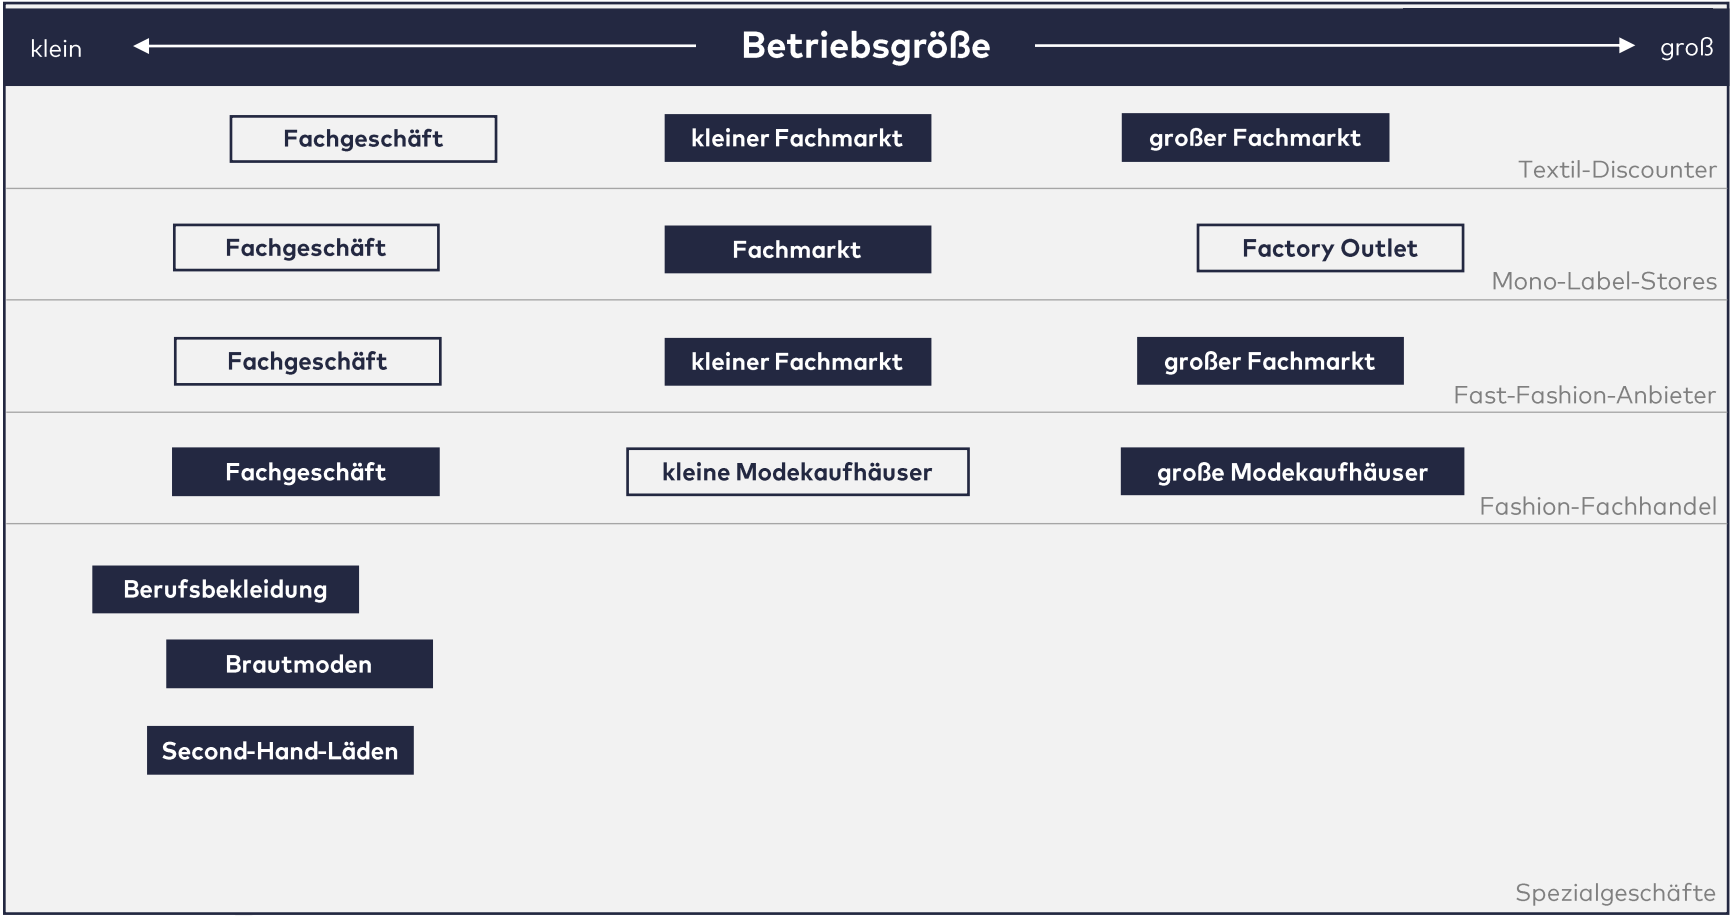 klein
Betriebsgröße
groß
Fachgeschäft
kleiner Fachmarkt
großer Fachmarkt
Textil-Discounter
Fachgeschäft
Fachmarkt
Factory Outlet
Mono-Label-Stores
Fachgeschäft
kleiner Fachmarkt
großer Fachmarkt
Fast-Fashion-Anbieter
Fachgeschäft
kleine Modekaufhäuser
große Modekaufhäuser
Fashion-Fachhandel
Berufsbekleidung
Brautmoden
Second-Hand-Läden
Spezialgeschäfte